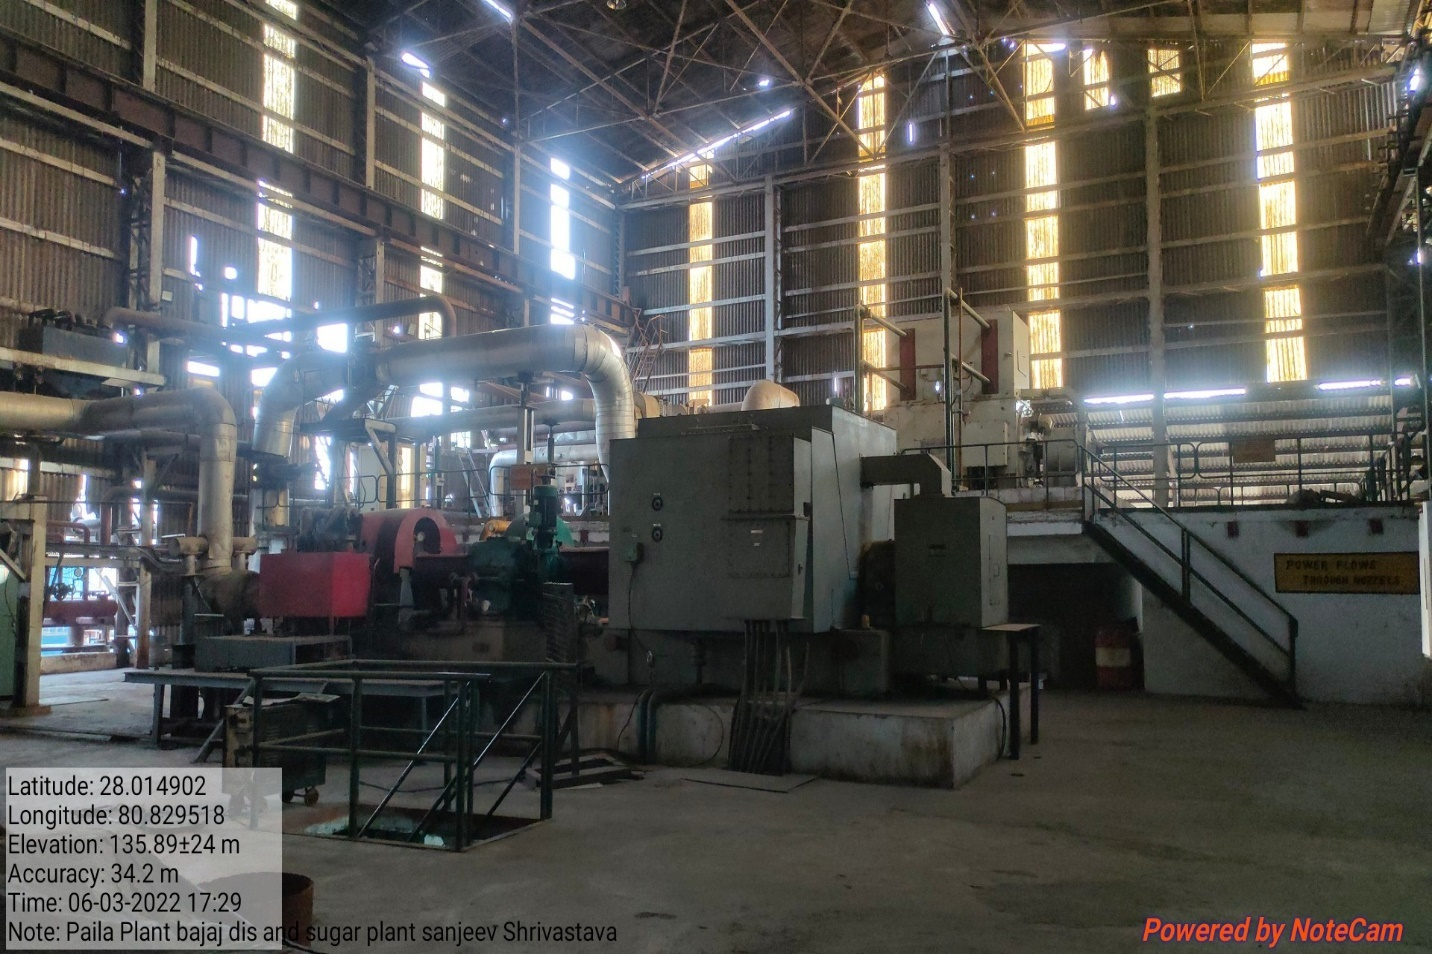 POWER FLOWS
THROUGH NOZZELS
Latitude: 28.014902
Longitude: 80.829518
Elevation: 135.89±24 m
Accuracy: 34.2 m
Time: 06-03-2022 17:29
Note: Paila Plant bajaj dis and sugar plant sanjeev Shrivastava
Powered by NoteCam